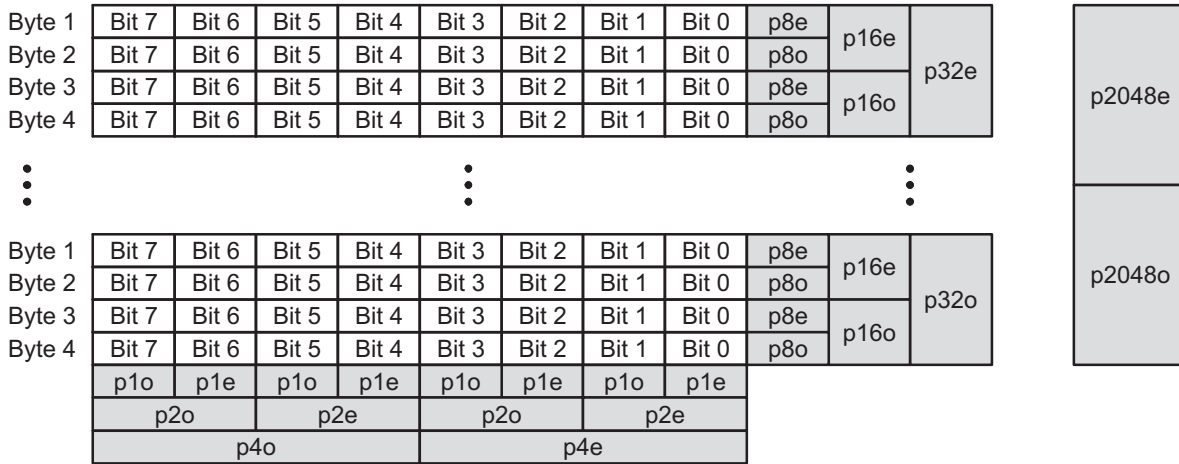 Byte 1 Bit 7 Bit 6 Bit 5 Bit 4 Bit 3 Bit 2 Bit 1 Bit 0 p8e
p16e
Byte 2 Bit 7 Bit 6 Bit 5 Bit 4 Bit 3 Bit 2 Bit 1 Bit 0 p8o
p32e
Byte 3 Bit 7 Bit 6 Bit 5 Bit 4 Bit 3 Bit 2 Bit 1 Bit 0 p8e
p16o
p2048e
Byte 4 Bit 7 Bit 6 Bit 5 Bit 4 Bit 3 Bit 2 Bit 1 Bit 0 p8o
Byte 1 Bit 7 Bit 6 Bit 5 Bit 4 Bit 3 Bit 2 Bit 1 Bit 0 p8e
p16e
Byte 2 Bit 7 Bit 6 Bit 5 Bit 4 Bit 3 Bit 2 Bit 1 Bit 0 p8o
p2048o
p32o
Byte 3 Bit 7 Bit 6 Bit 5 Bit 4 Bit 3 Bit 2 Bit 1 Bit 0 p8e
p16o
Byte 4 Bit 7 Bit 6 Bit 5 Bit 4 Bit 3 Bit 2 Bit 1 Bit 0 p8o
p1o p1e p1o p1e p1o p1e p1o p1e
p2o p2e p2o p2e
p4o p4e